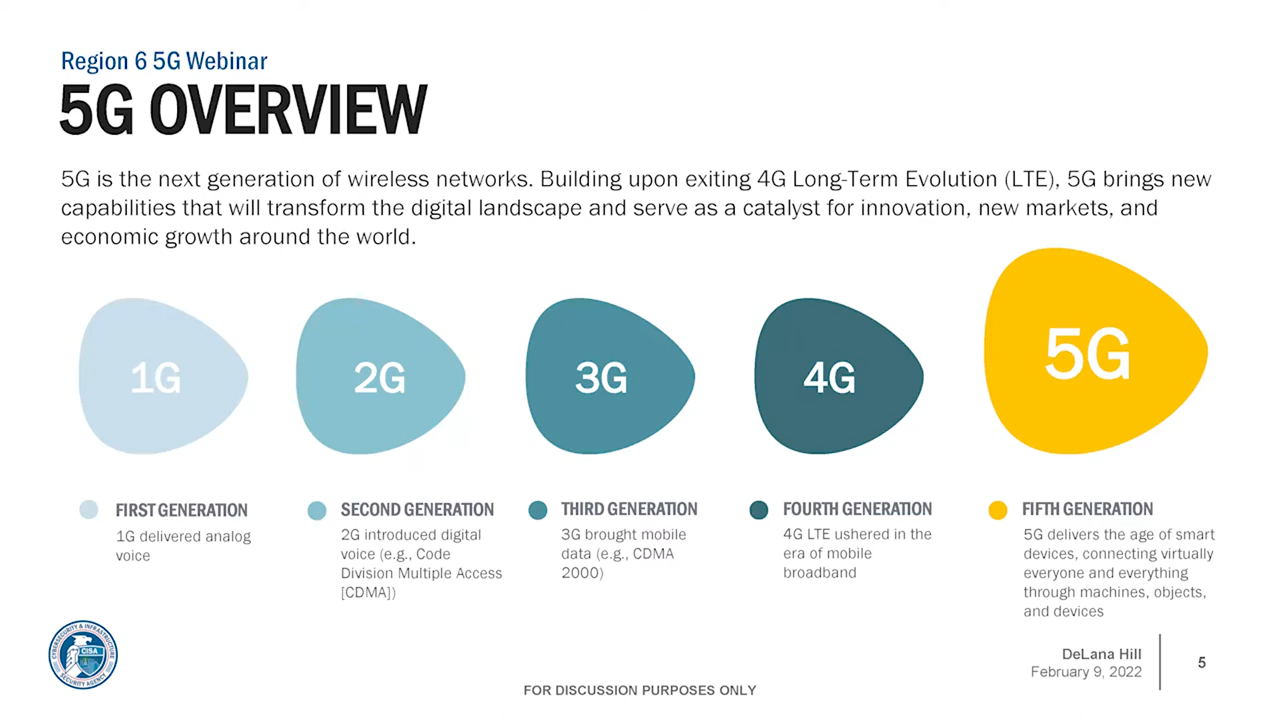 Region 6 5G Webinar
5G OVERVIEW
5G is the next generation of wireless networks. Building upon exiting 4G Long-Term Evolution (LTE), 5G brings new
capabilities that will transform the digital landscape and serve as a catalyst for innovation, new markets, and
economic growth around the world.
1G
2G
3G
4G
5G
FIRST GENERATION
1G delivered analog
voice
SECOND GENERATION
2G introduced digital
voice (e.g., Code
Division Multiple Access
[CDMA])
THIRD GENERATION
3G brought mobile
data (e.g., CDMA
2000)
FOURTH GENERATION
4G LTE ushered in the
era of mobile
broadband
FIFTH GENERATION
5G delivers the age of smart
devices, connecting virtually
everyone and everything
through machines, objects,
and devices
CYBERSECURITY & INFRASTRUCTURE
CISA
SECURITY AGENCY
DeLana Hill
February 9, 2022
5
FOR DISCUSSION PURPOSES ONLY